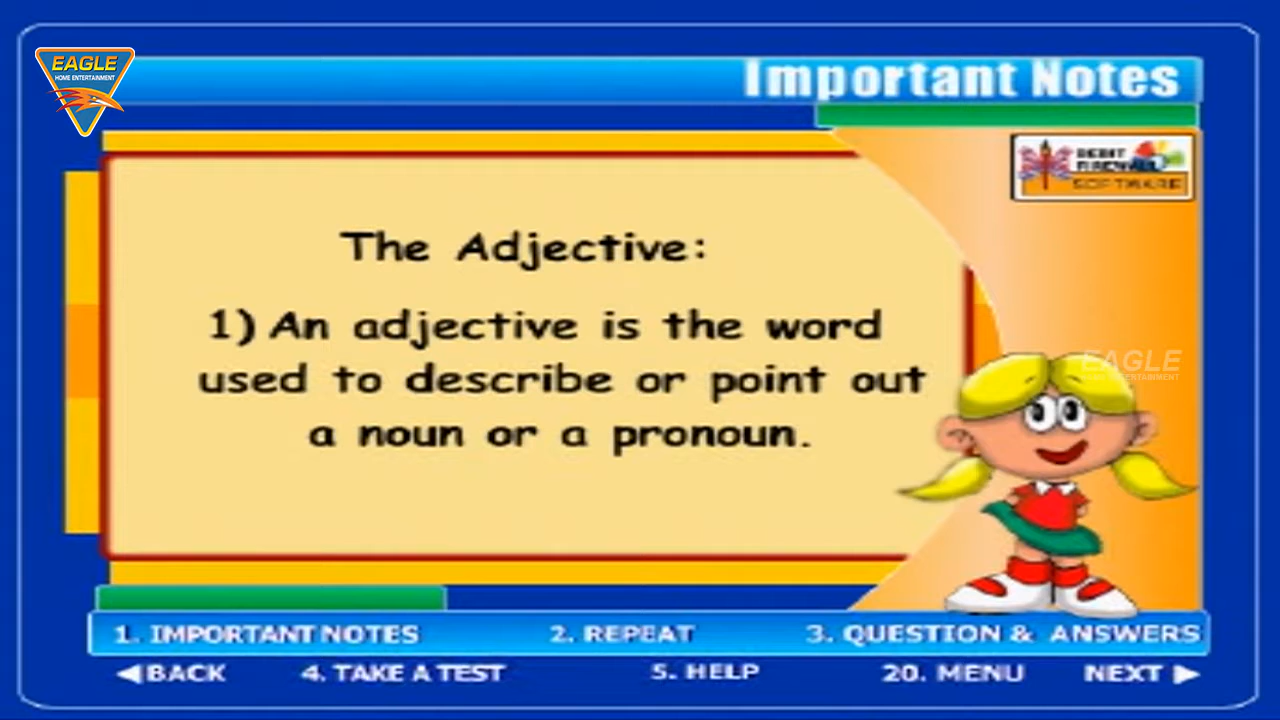 EAGLE
HOME ENTERTAINMENT
Important Notes
SOFTWARE
The Adjective:
1) An adjective is the word
used to describe or point out
a noun or a pronoun.
EAGLE
HOME ENTERTAINMENT
1. IMPORTANT NOTES 2. REPEAT 3. QUESTION & ANSWERS
BACK 4. TAKE A TEST 5. HELP 20. MENU NEXT